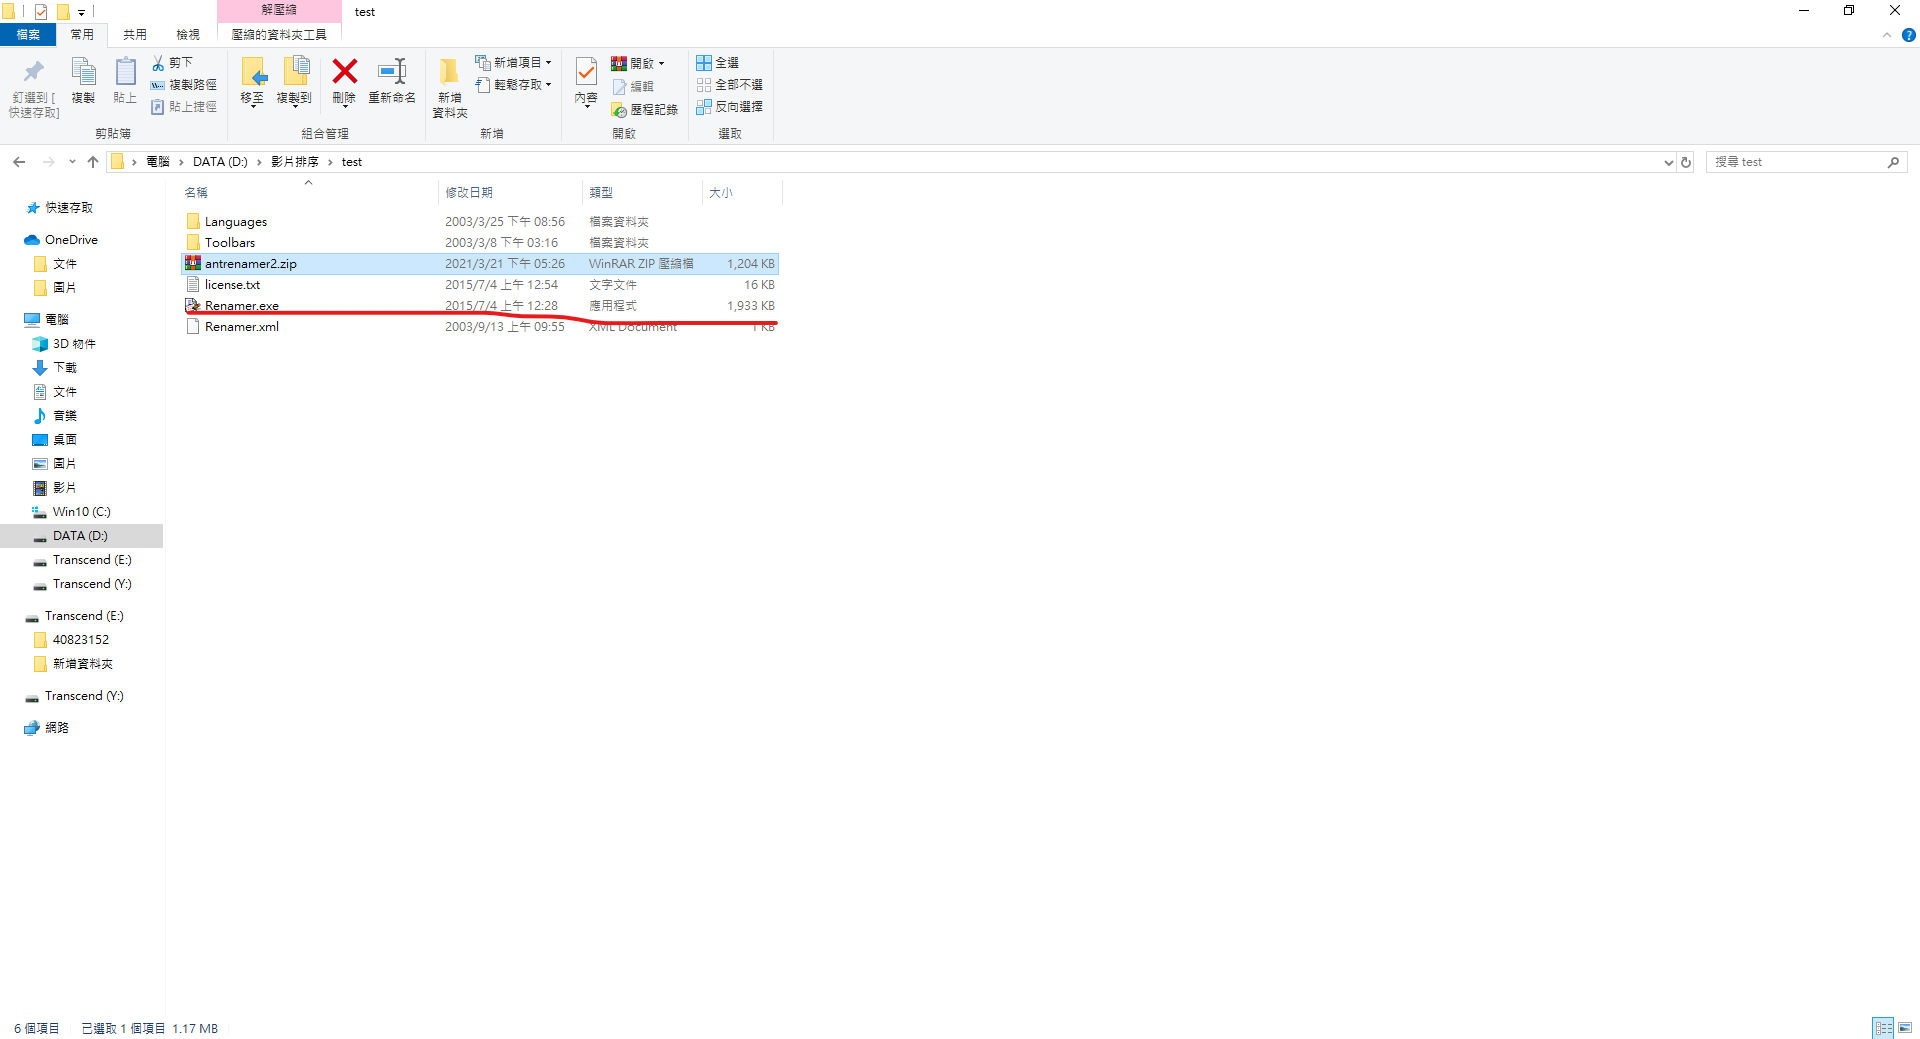 解壓縮
test
檔案
常用
共用
檢視
壓縮的資料夾工具
釘選到 [
快速存取]
複製
貼上
剪下
複製路徑
貼上捷徑
剪貼簿
移至
複製到
刪除
重新命名
組合管理
新增
資料夾
新增項目
輕鬆存取
新增
內容
開啟
編輯
歷程記錄
開啟
全選
全部不選
反向選擇
選取
電腦 > DATA (D:) > 影片排序 > test
搜尋 test
名稱 修改日期 類型 大小
Languages 2003/3/25 下午 08:56 檔案資料夾
Toolbars 2003/3/8 下午 03:16 檔案資料夾
antrenamer2.zip 2021/3/21 下午 05:26 WinRAR ZIP 壓縮檔 1,204 KB
license.txt 2015/7/4 上午 12:54 文字文件 16 KB
Renamer.exe 2015/7/4 上午 12:28 應用程式 1,933 KB
Renamer.xml 2003/9/13 上午 09:55 XML Document 1 KB
快速存取
OneDrive
文件
圖片
電腦
3D 物件
下載
文件
音樂
桌面
圖片
影片
Win10 (C:)
DATA (D:)
Transcend (E:)
Transcend (Y:)
Transcend (E:)
40823152
新增資料夾
Transcend (Y:)
網路
6 個項目 已選取 1 個項目 1.17 MB